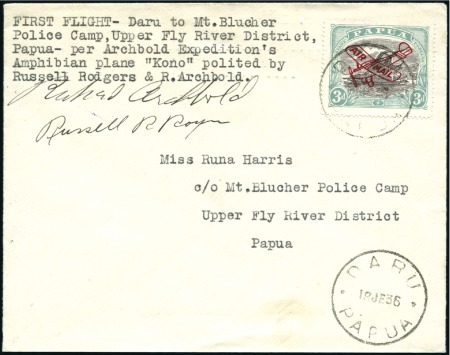 FIRST FLIGHT- Daru to Mt.Blucher
Police Camp,Upper Fly River District,
Papua- per Archbold Expedition's
Amphibian plane "Kono" polited by
Russell Rodgers & R.Archbold.
Richard Archbold
Russell R Rogers
PAPUA
AIR MAIL
3d 3d
Miss Runa Harris
c/o Mt.Blucher Police Camp
Upper Fly River District
Papua
DARU
18JE36
PAPUA